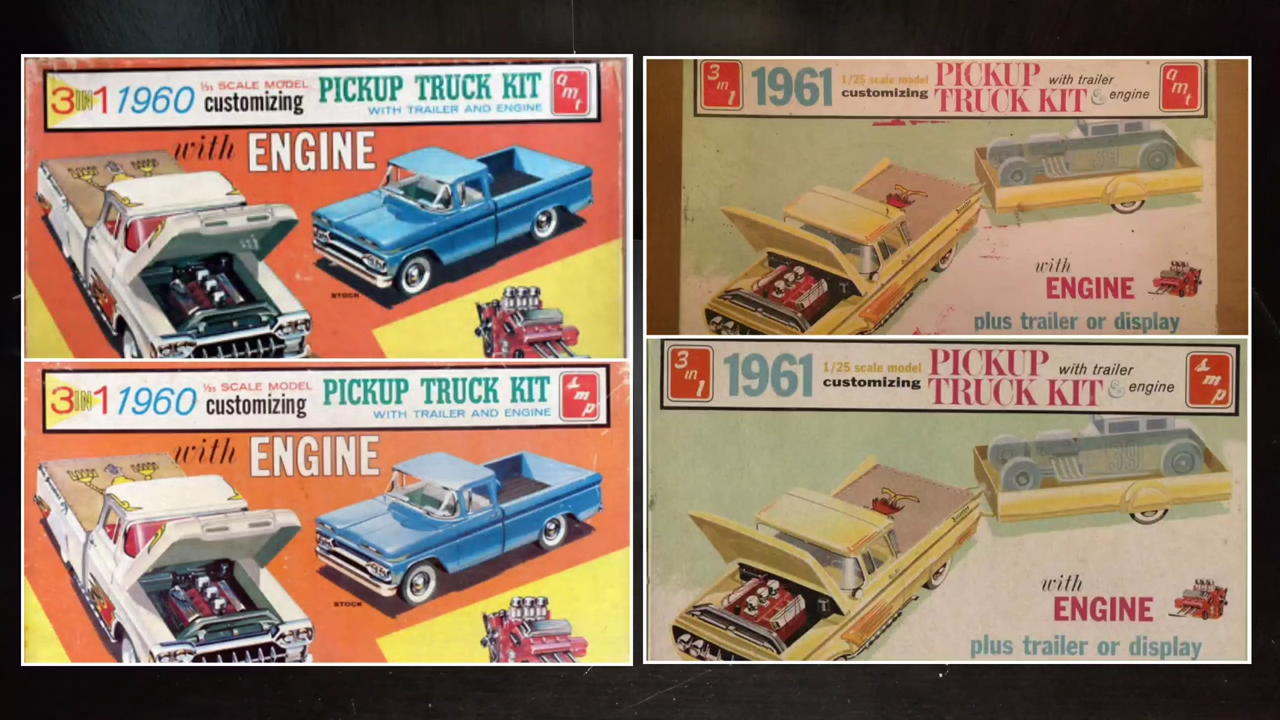 3 IN 1 1960 1/25 SCALE MODEL customizing PICKUP TRUCK KIT amt
WITH TRAILER AND ENGINE
with ENGINE
STOCK
3 in 1 1961 1/25 scale model customizing PICKUP TRUCK KIT with trailer & engine amt
39
with
ENGINE
plus trailer or display
3 IN 1 1960 1/25 SCALE MODEL customizing PICKUP TRUCK KIT smp
WITH TRAILER AND ENGINE
with ENGINE
STOCK
3 in 1 1961 1/25 scale model customizing PICKUP TRUCK KIT with trailer & engine smp
39
with
ENGINE
plus trailer or display